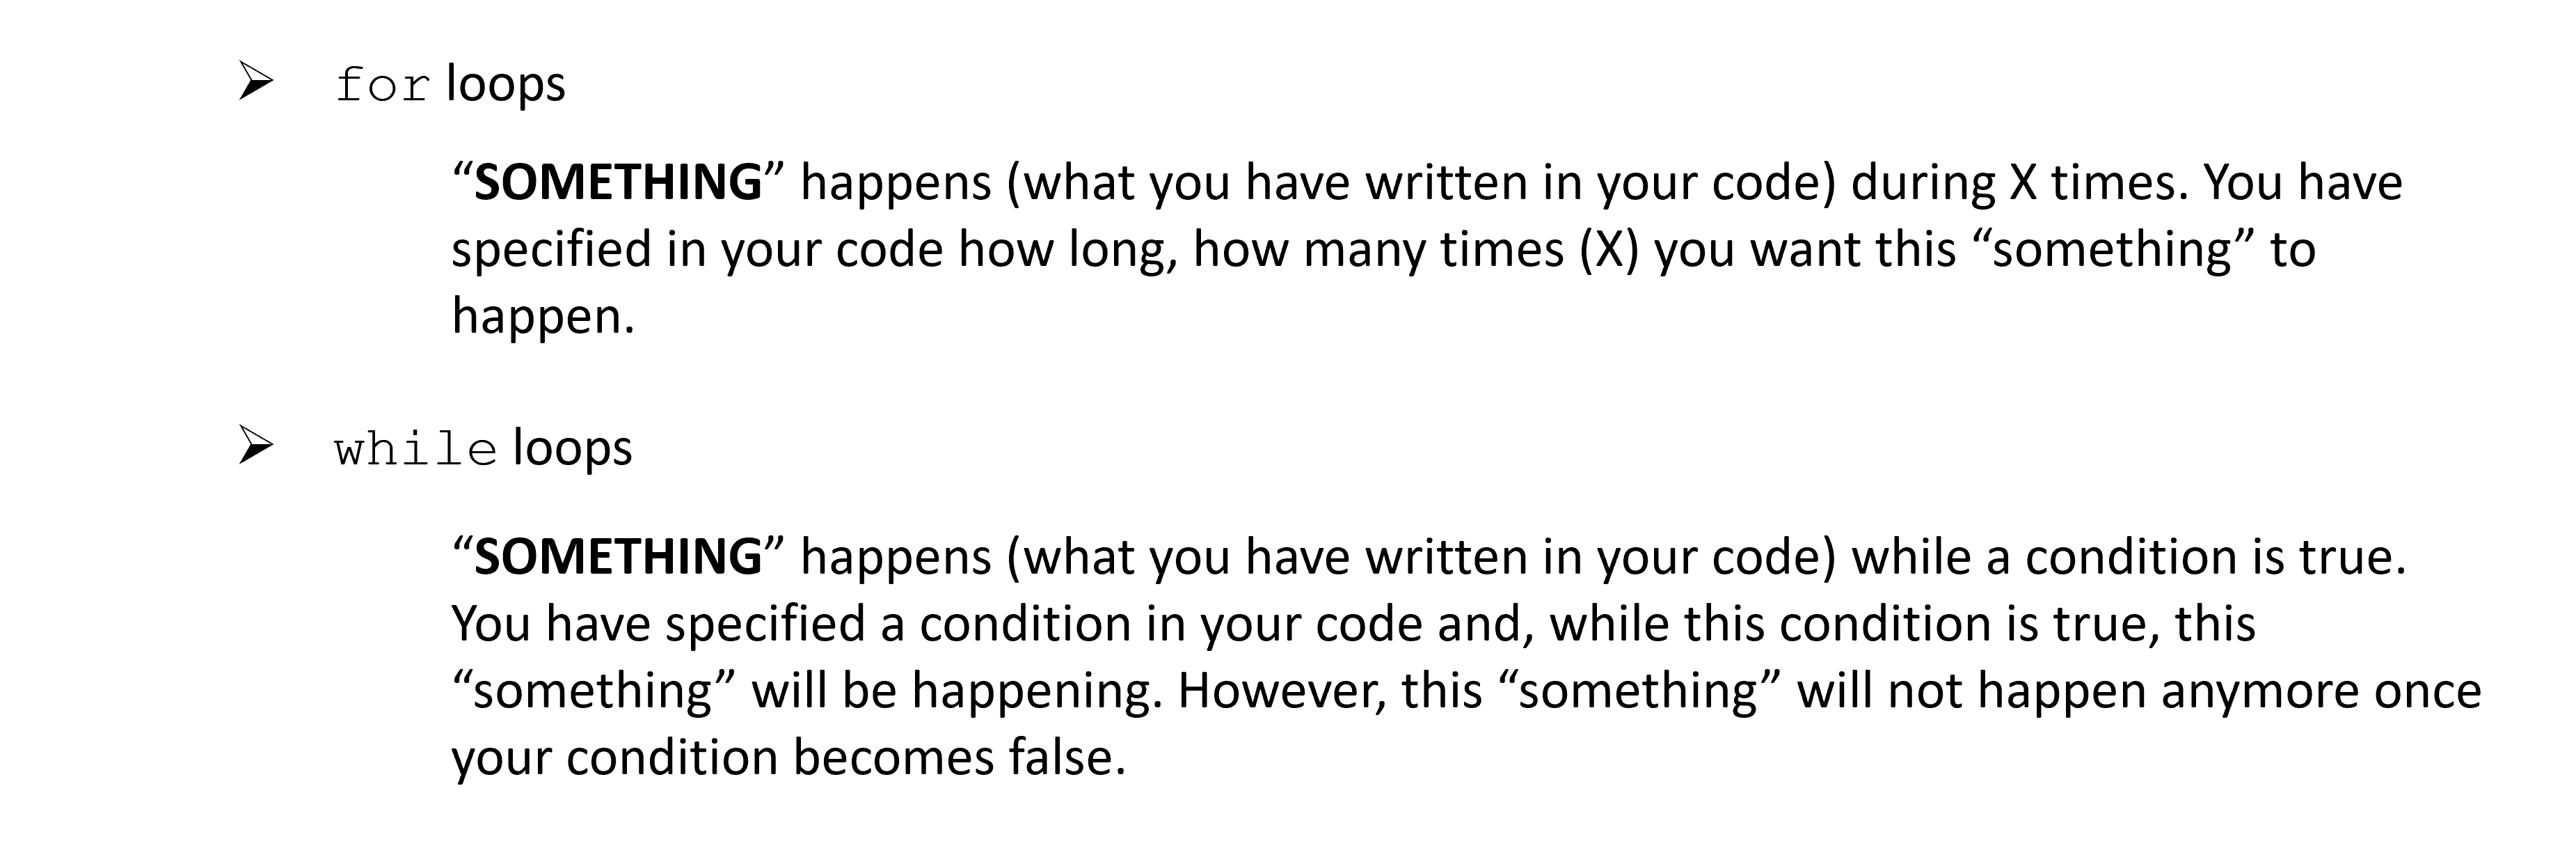 ➢ for loops
“SOMETHING” happens (what you have written in your code) during X times. You have
specified in your code how long, how many times (X) you want this “something” to
happen.
➢ while loops
“SOMETHING” happens (what you have written in your code) while a condition is true.
You have specified a condition in your code and, while this condition is true, this
“something” will be happening. However, this “something” will not happen anymore once
your condition becomes false.